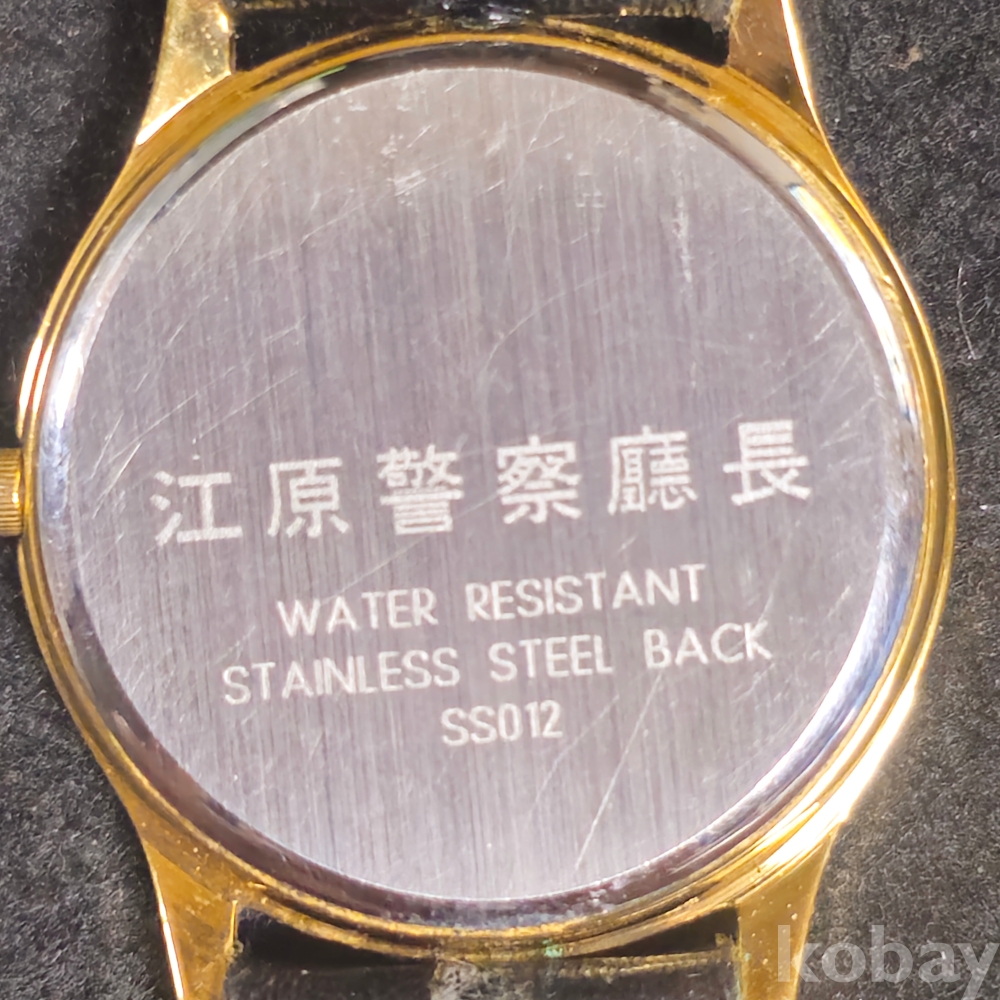 江原警察廳長
WATER RESISTANT
STAINLESS STEEL BACK
SS012
kobay